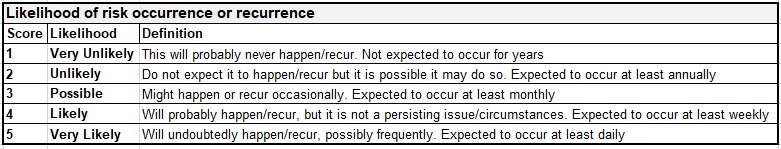 Likelihood of risk occurrence or recurrence
Score Likelihood Definition
1 Very Unlikely This will probably never happen/recur. Not expected to occur for years
2 Unlikely Do not expect it to happen/recur but it is possible it may do so. Expected to occur at least annually
3 Possible Might happen or recur occasionally. Expected to occur at least monthly
4 Likely Will probably happen/recur, but it is not a persisting issue/circumstances. Expected to occur at least weekly
5 Very Likely Will undoubtedly happen/recur, possibly frequently. Expected to occur at least daily